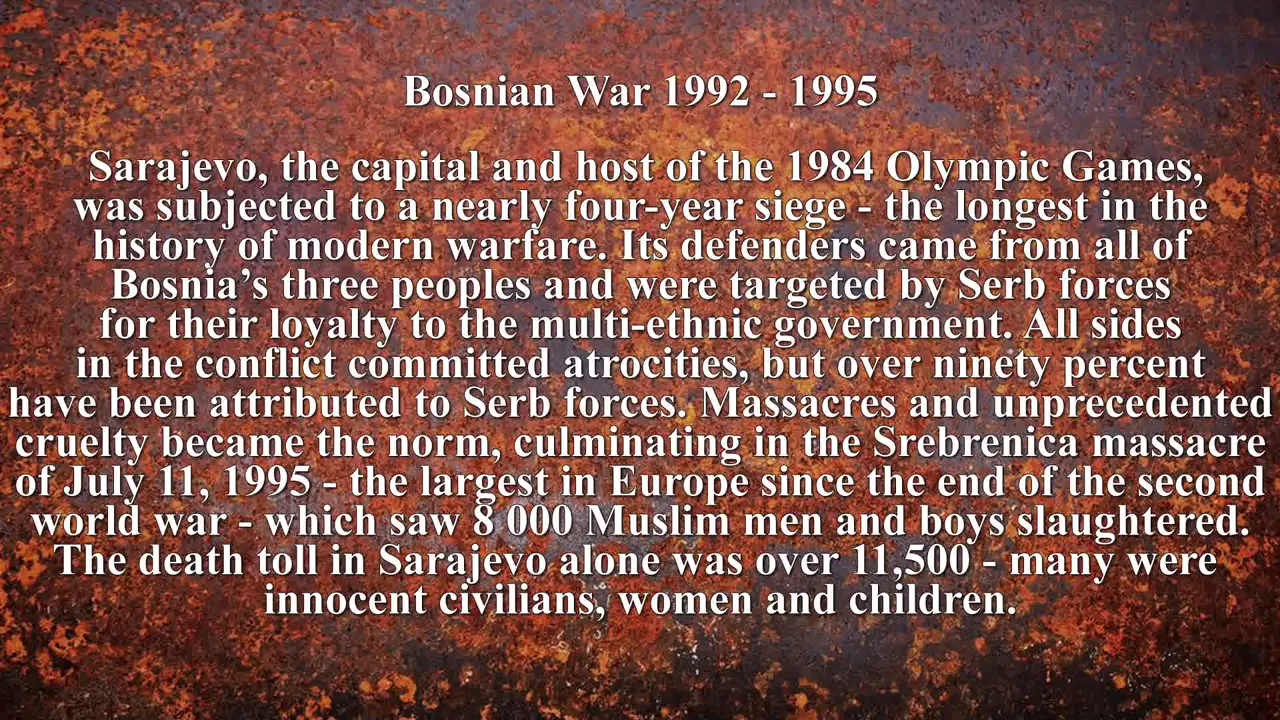 Bosnian War 1992 - 1995
Sarajevo, the capital and host of the 1984 Olympic Games,
was subjected to a nearly four-year siege - the longest in the
history of modern warfare. Its defenders came from all of
Bosnia’s three peoples and were targeted by Serb forces
for their loyalty to the multi-ethnic government. All sides
in the conflict committed atrocities, but over ninety percent
have been attributed to Serb forces. Massacres and unprecedented
cruelty became the norm, culminating in the Srebrenica massacre
of July 11, 1995 - the largest in Europe since the end of the second
world war - which saw 8 000 Muslim men and boys slaughtered.
The death toll in Sarajevo alone was over 11,500 - many were
innocent civilians, women and children.